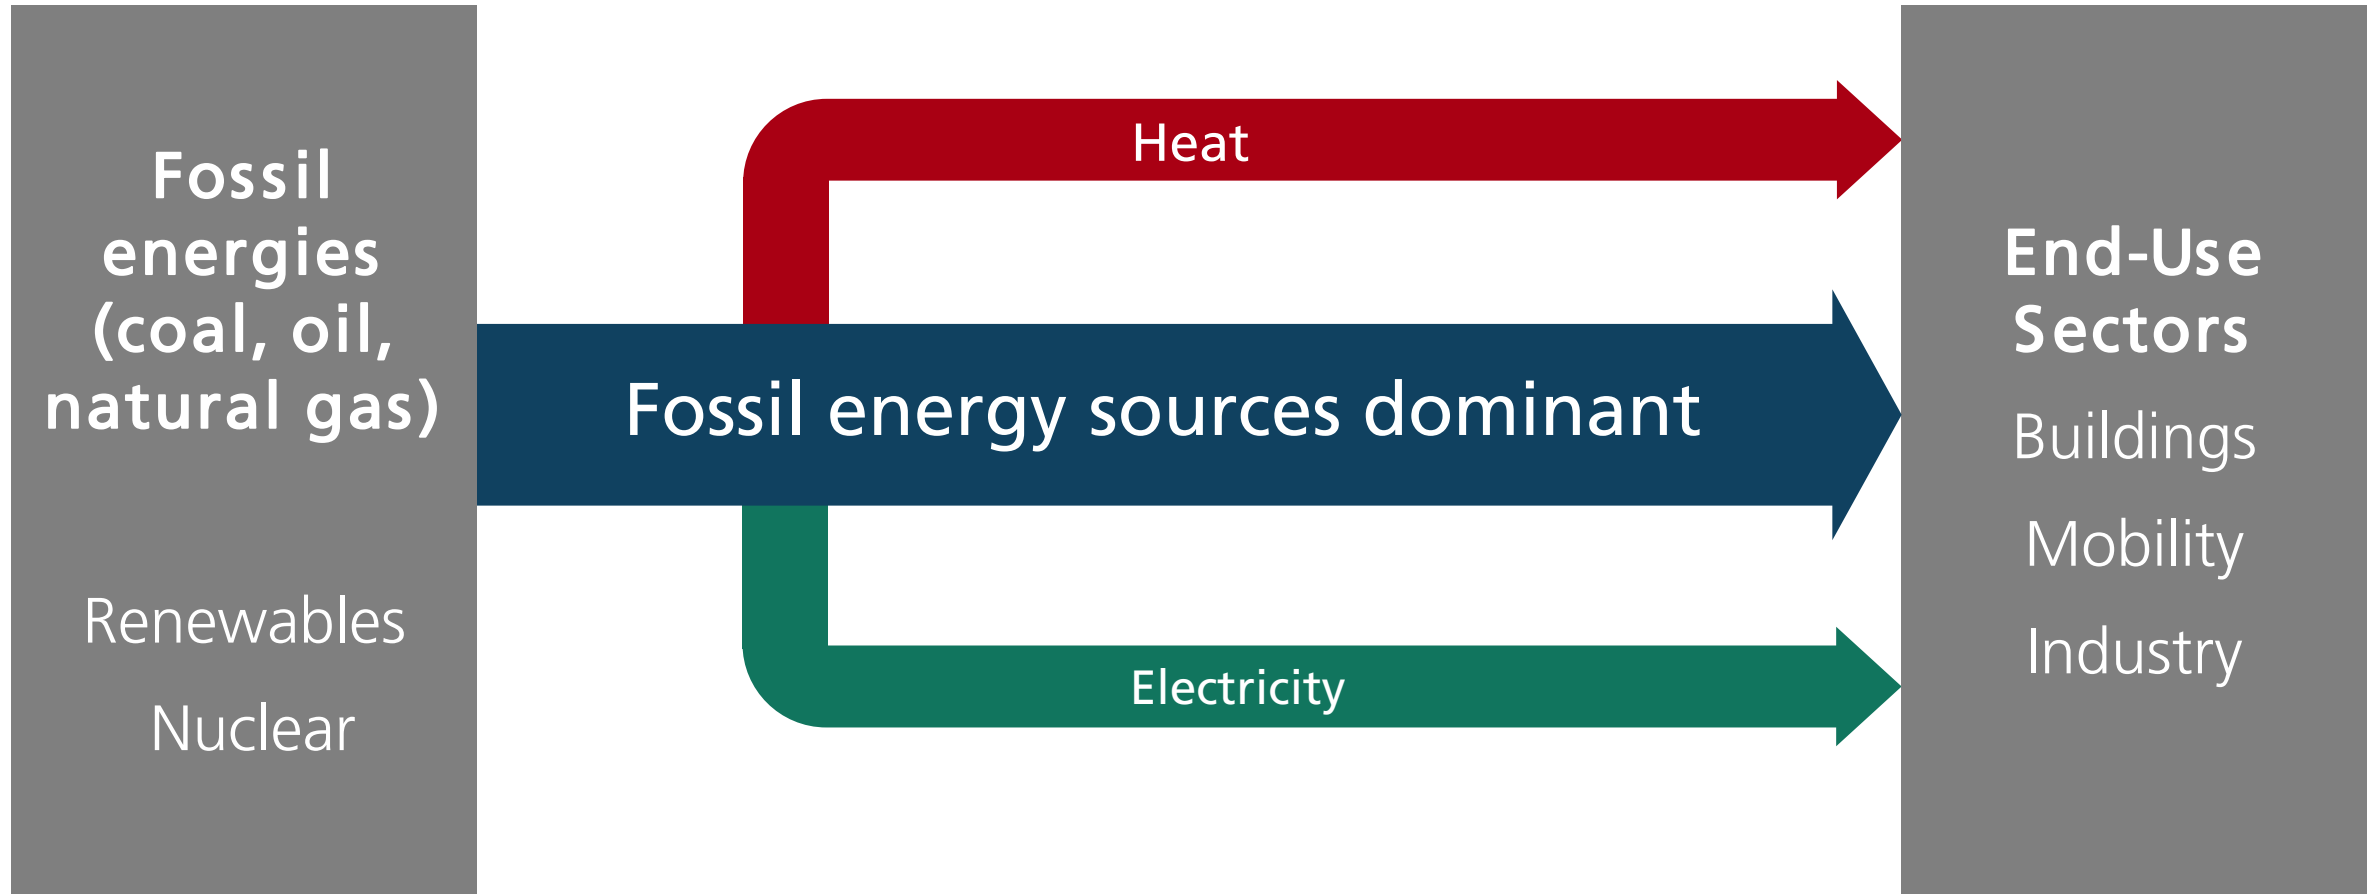 Fossil
energies
(coal, oil,
natural gas)
Renewables
Nuclear
Heat
Fossil energy sources dominant
Electricity
End-Use
Sectors
Buildings
Mobility
Industry